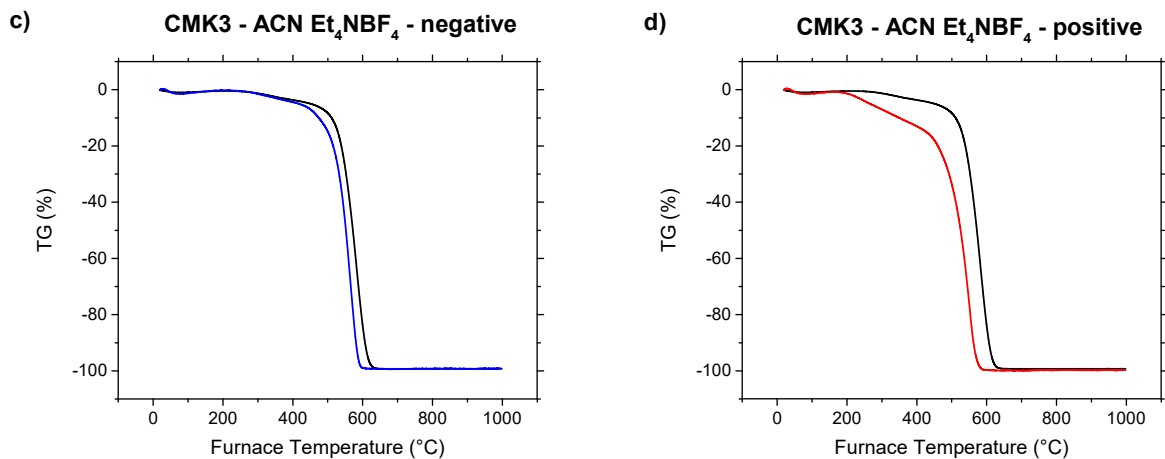 c)
CMK3 - ACN Et₄NBF₄ - negative
0
-20
-40
-60
-80
-100
TG (%)
0 200 400 600 800 1000
Furnace Temperature (°C)
d)
CMK3 - ACN Et₄NBF₄ - positive
0
-20
-40
-60
-80
-100
TG (%)
0 200 400 600 800 1000
Furnace Temperature (°C)